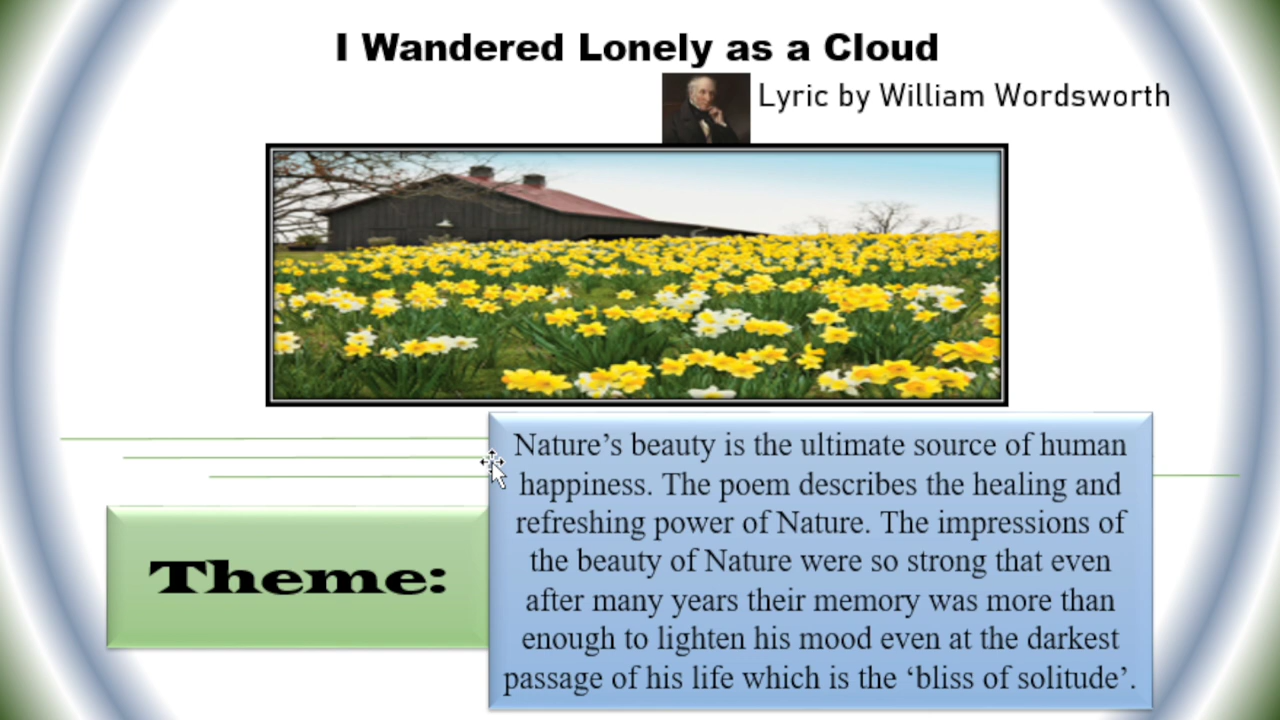 I Wandered Lonely as a Cloud
Lyric by William Wordsworth
Theme:
Nature’s beauty is the ultimate source of human
happiness. The poem describes the healing and
refreshing power of Nature. The impressions of
the beauty of Nature were so strong that even
after many years their memory was more than
enough to lighten his mood even at the darkest
passage of his life which is the ‘bliss of solitude’.